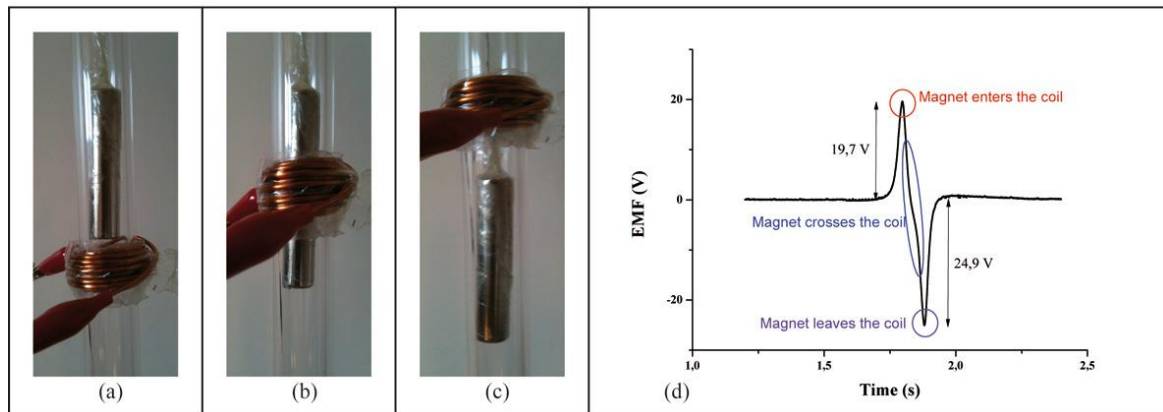 (a)
(b)
(c)
(d)
EMF (V)
20
0
-20
19,7 V
24,9 V
Magnet enters the coil
Magnet crosses the coil
Magnet leaves the coil
1,0
1,5
2,0
2,5
Time (s)